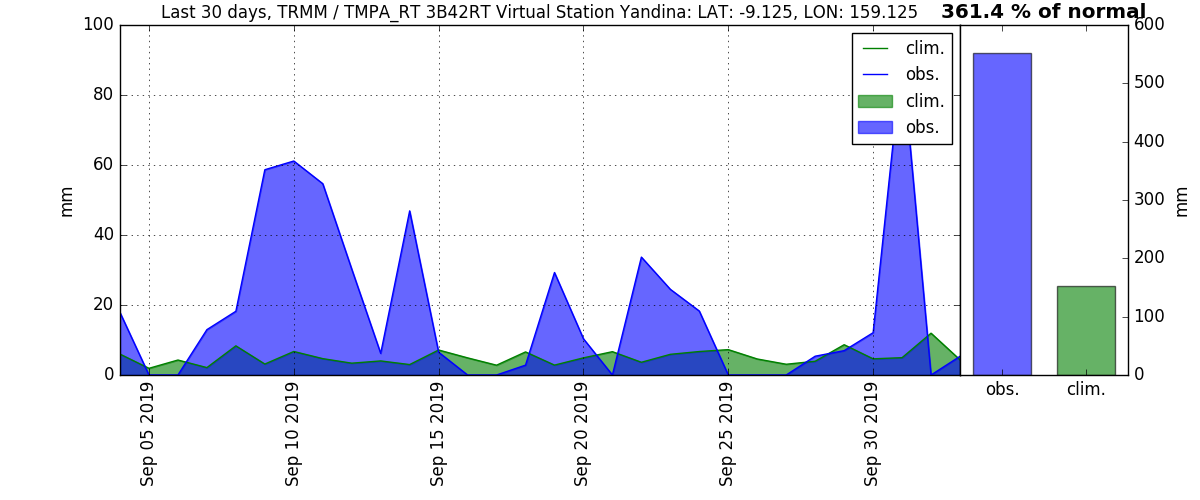 Last 30 days, TRMM / TMPA_RT 3B42RT Virtual Station Yandina: LAT: -9.125, LON: 159.125
361.4 % of normal
100
80
60
40
20
0
mm
clim.
obs.
clim.
obs.
600
500
400
300
200
100
0
mm
Sep 05 2019
Sep 10 2019
Sep 15 2019
Sep 20 2019
Sep 25 2019
Sep 30 2019
obs.
clim.